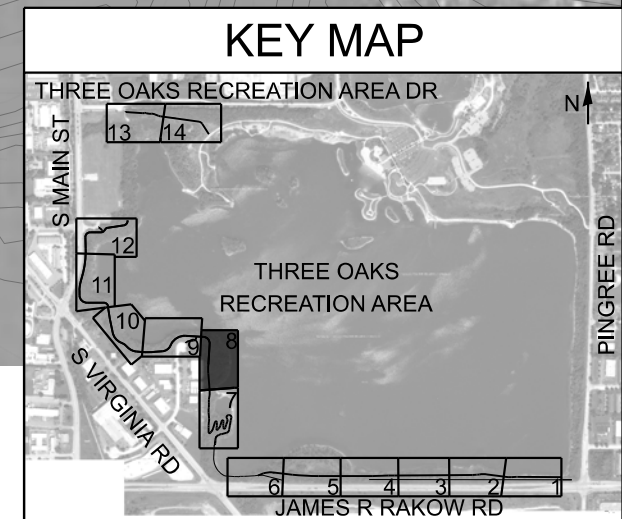 KEY MAP
THREE OAKS RECREATION AREA DR
N
13 14
S MAIN ST
12
THREE OAKS
RECREATION AREA
PINGREE RD
11
10
9
8
S VIRGINIA RD
7
6 5 4 3 2 1
JAMES R RAKOW RD